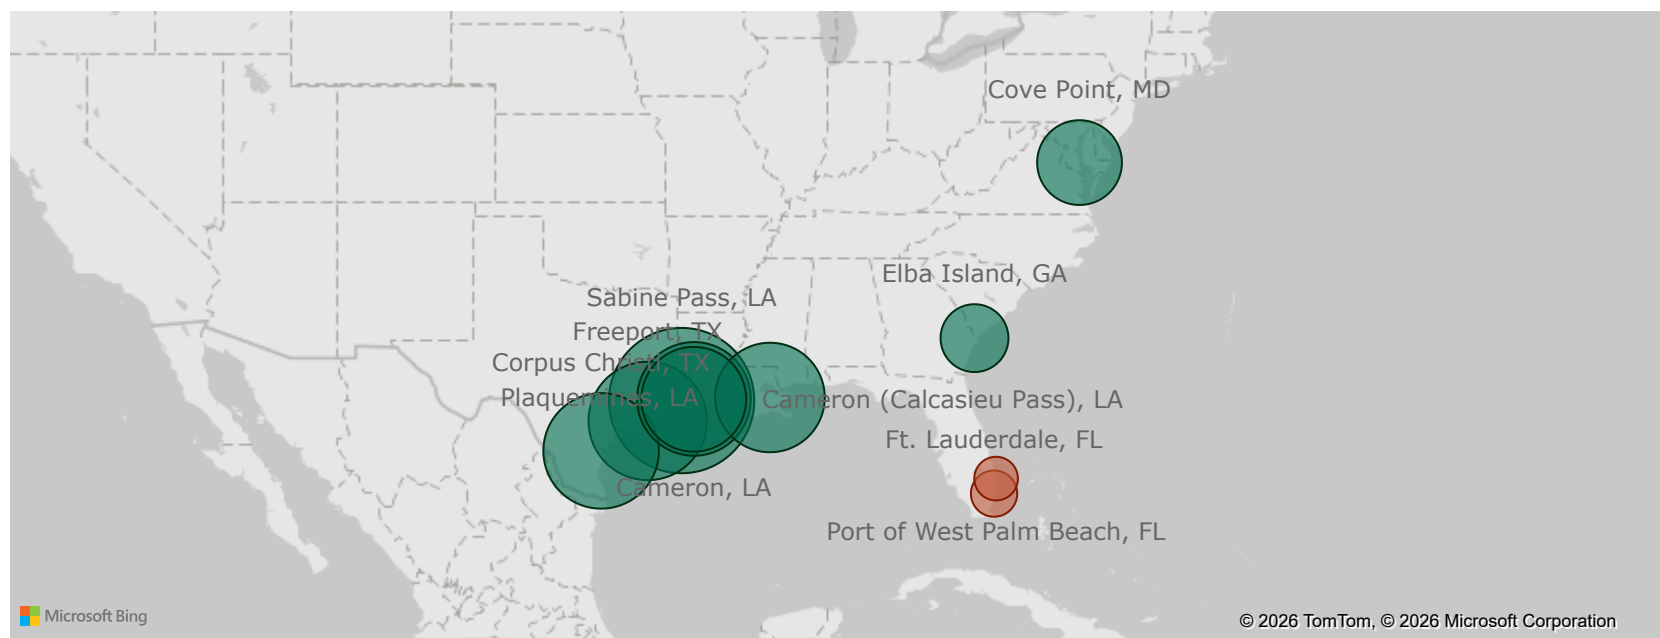 Cove Point, MD
Elba Island, GA
Sabine Pass, LA
Freeport, TX
Corpus Christi, TX
Plaquemines, LA
Cameron (Calcasieu Pass), LA
Ft. Lauderdale, FL
Cameron, LA
Port of West Palm Beach, FL
Microsoft Bing
© 2026 TomTom, © 2026 Microsoft Corporation